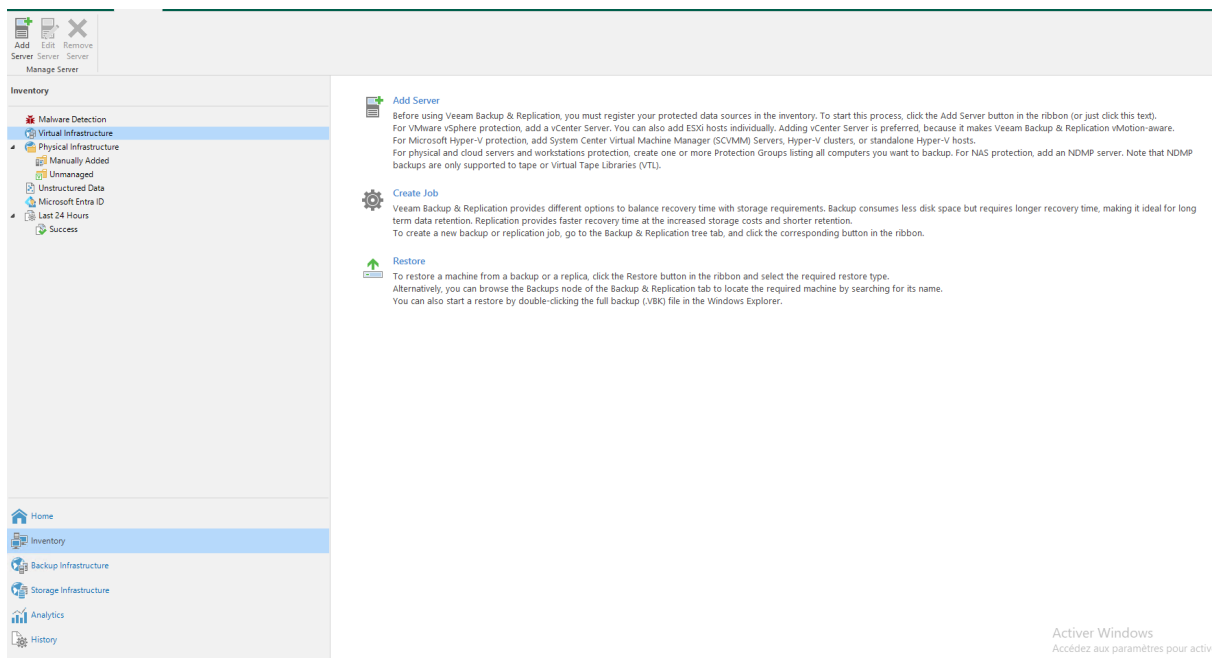 Add Server
Edit Server
Remove Server
Manage Server
Inventory
Malware Detection
Virtual Infrastructure
Physical Infrastructure
Manually Added
Unmanaged
Unstructured Data
Microsoft Entra ID
Last 24 Hours
Success
Home
Inventory
Backup Infrastructure
Storage Infrastructure
Analytics
History
Add Server
Before using Veeam Backup & Replication, you must register your protected data sources in the inventory. To start this process, click the Add Server button in the ribbon (or just click this text).
For VMware vSphere protection, add a vCenter Server. You can also add ESXi hosts individually. Adding vCenter Server is preferred, because it makes Veeam Backup & Replication vMotion-aware.
For Microsoft Hyper-V protection, add System Center Virtual Machine Manager (SCVMM) Servers, Hyper-V clusters, or standalone Hyper-V hosts.
For physical and cloud servers and workstations protection, create one or more Protection Groups listing all computers you want to backup. For NAS protection, add an NDMP server. Note that NDMP
backups are only supported to tape or Virtual Tape Libraries (VTL).
Create Job
Veeam Backup & Replication provides different options to balance recovery time with storage requirements. Backup consumes less disk space but requires longer recovery time, making it ideal for long
term data retention. Replication provides faster recovery time at the increased storage costs and shorter retention.
To create a new backup or replication job, go to the Backup & Replication tree tab, and click the corresponding button in the ribbon.
Restore
To restore a machine from a backup or a replica, click the Restore button in the ribbon and select the required restore type.
Alternatively, you can browse the Backups node of the Backup & Replication tab to locate the required machine by searching for its name.
You can also start a restore by double-clicking the full backup (.VBK) file in the Windows Explorer.
Activer Windows
Accédez aux paramètres pour activ